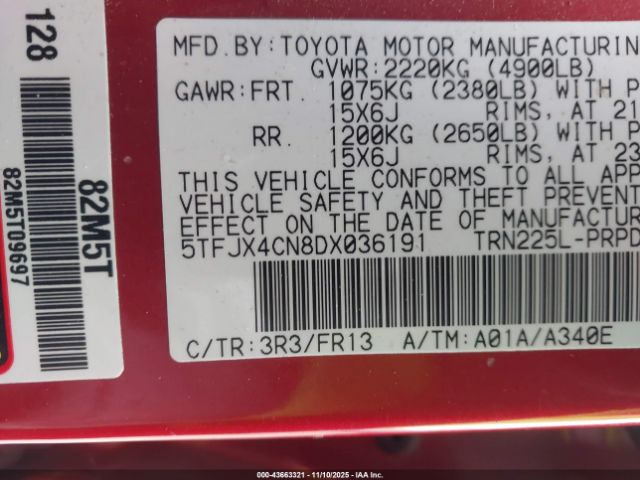 MFD.BY:TOYOTA MOTOR MANUFACTURIN
GVWR:2220KG (4900LB)
GAWR:FRT. 1075KG (2380LB) WITH P
15X6J RIMS, AT 21
RR. 1200KG (2650LB) WITH P
15X6J RIMS, AT 23
THIS VEHICLE CONFORMS TO ALL APP
VEHICLE SAFETY AND THEFT PREVENT
EFFECT ON THE DATE OF MANUFACTUR
5TFJX4CN8DX036191 TRN225L-PRPD
C/TR:3R3/FR13 A/TM:A01A/A340E
128
82M5T
82M5T09697
000-43663321 - 11/10/2025 - IAA Inc.